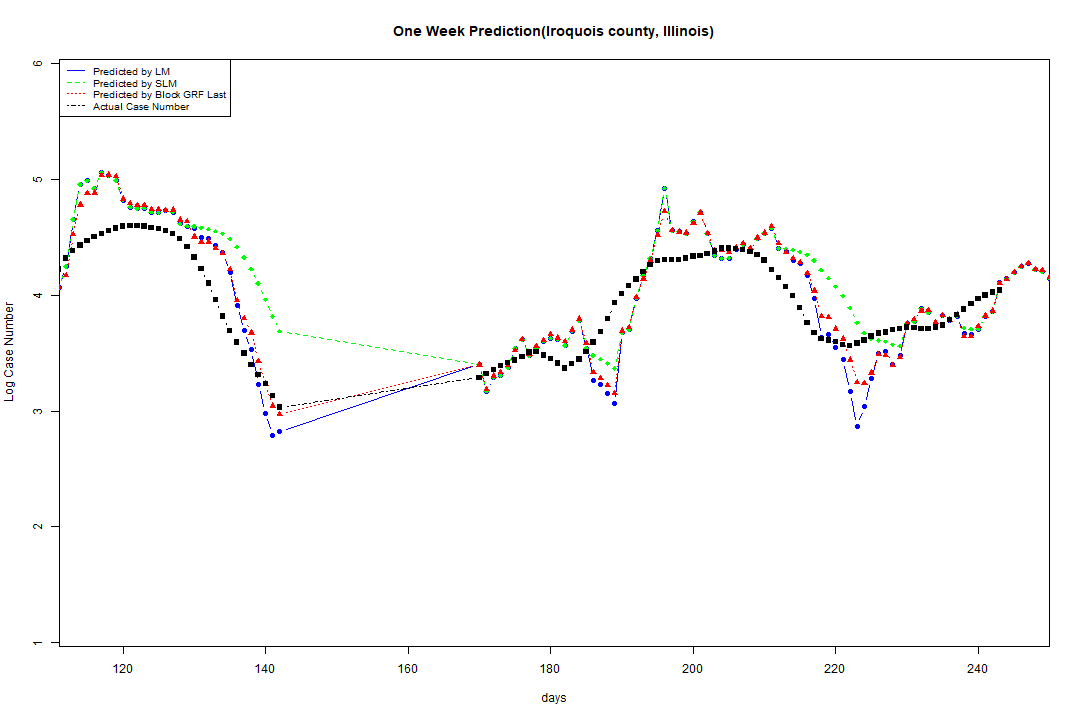 One Week Prediction(Iroquois county, Illinois)
Predicted by LM
Predicted by SLM
Predicted by Block GRF Last
Actual Case Number
6
5
4
3
2
1
Log Case Number
120 140 160 180 200 220 240
days